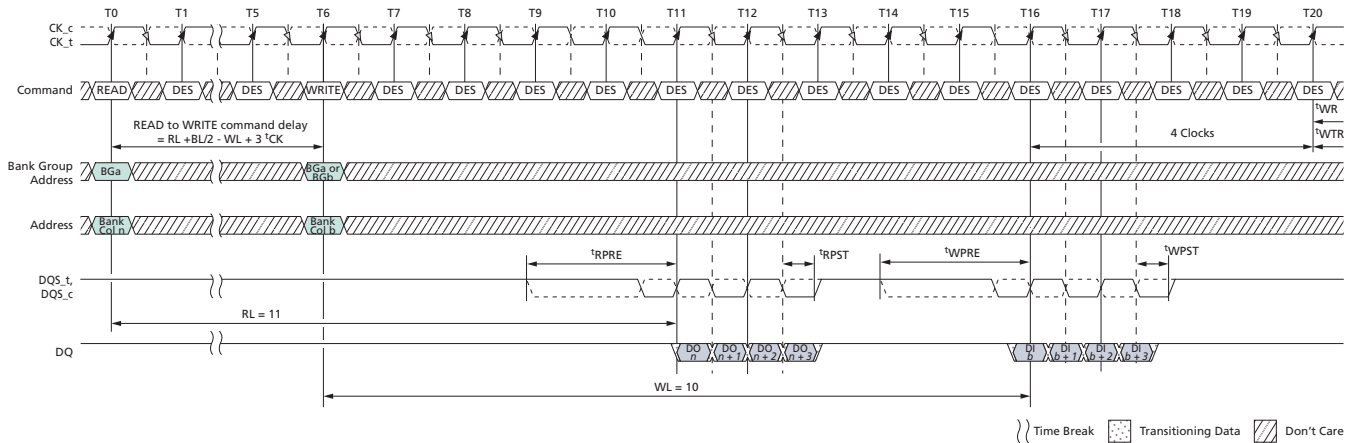 T0 T1 T5 T6 T7 T8 T9 T10 T11 T12 T13 T14 T15 T16 T17 T18 T19 T20
CK_c
CK_t
Command READ DES DES WRITE DES DES DES DES DES DES DES DES DES DES DES DES DES DES
tWR
READ to WRITE command delay
= RL +BL/2 - WL + 3 tCK
4 Clocks tWTR
Bank Group
Address
BGa
BGa or
BGb
Address
Bank
Col n
Bank
Col b
tRPRE tRPST tWPRE tWPST
DQS_t,
DQS_c
RL = 11
DQ
DO
n
DO
n + 1
DO
n + 2
DO
n + 3
DI
b
DI
b + 1
DI
b + 2
DI
b + 3
WL = 10
Time Break Transitioning Data Don't Care